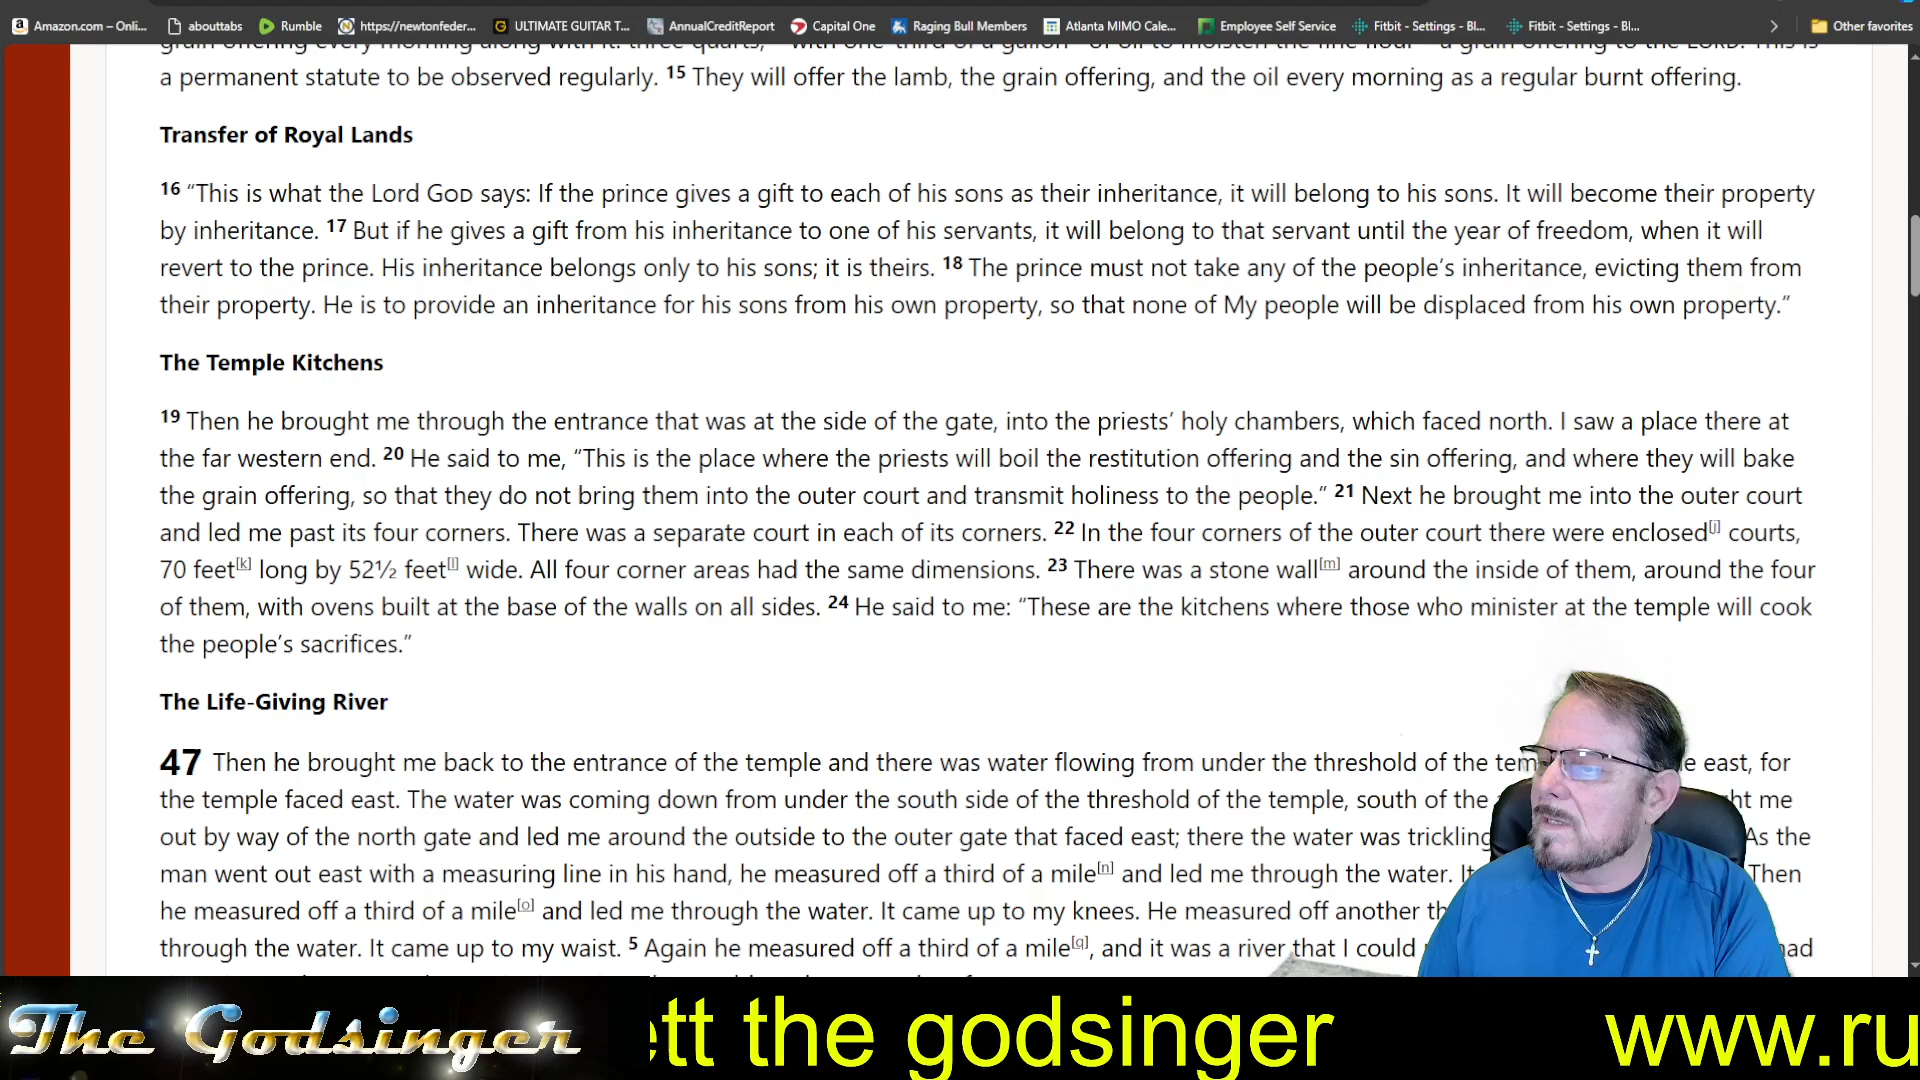 Amazon.com – Onli...
abouttabs
Rumble
https://newtonfeder...
ULTIMATE GUITAR T...
AnnualCreditReport
Capital One
Raging Bull Members
Atlanta MIMO Cale...
Employee Self Service
Fitbit - Settings - Bl...
Fitbit - Settings - Bl...
Other favorites
a permanent statute to be observed regularly. 15 They will offer the lamb, the grain offering, and the oil every morning as a regular burnt offering.
Transfer of Royal Lands
16 “This is what the Lord GOD says: If the prince gives a gift to each of his sons as their inheritance, it will belong to his sons. It will become their property
by inheritance. 17 But if he gives a gift from his inheritance to one of his servants, it will belong to that servant until the year of freedom, when it will
revert to the prince. His inheritance belongs only to his sons; it is theirs. 18 The prince must not take any of the people’s inheritance, evicting them from
their property. He is to provide an inheritance for his sons from his own property, so that none of My people will be displaced from his own property.”
The Temple Kitchens
19 Then he brought me through the entrance that was at the side of the gate, into the priests’ holy chambers, which faced north. I saw a place there at
the far western end. 20 He said to me, “This is the place where the priests will boil the restitution offering and the sin offering, and where they will bake
the grain offering, so that they do not bring them into the outer court and transmit holiness to the people.” 21 Next he brought me into the outer court
and led me past its four corners. There was a separate court in each of its corners. 22 In the four corners of the outer court there were enclosed[j] courts,
70 feet[k] long by 52½ feet[l] wide. All four corner areas had the same dimensions. 23 There was a stone wall[m] around the inside of them, around the four
of them, with ovens built at the base of the walls on all sides. 24 He said to me: “These are the kitchens where those who minister at the temple will cook
the people’s sacrifices.”
The Life-Giving River
47 Then he brought me back to the entrance of the temple and there was water flowing from under the threshold of the tem e east, for
the temple faced east. The water was coming down from under the south side of the threshold of the temple, south of the ht me
out by way of the north gate and led me around the outside to the outer gate that faced east; there the water was trickling As the
man went out east with a measuring line in his hand, he measured off a third of a mile[n] and led me through the water. It Then
he measured off a third of a mile[o] and led me through the water. It came up to my knees. He measured off another th
through the water. It came up to my waist. 5 Again he measured off a third of a mile[q], and it was a river that I could had
The Godsinger
ett the godsinger
www.ru